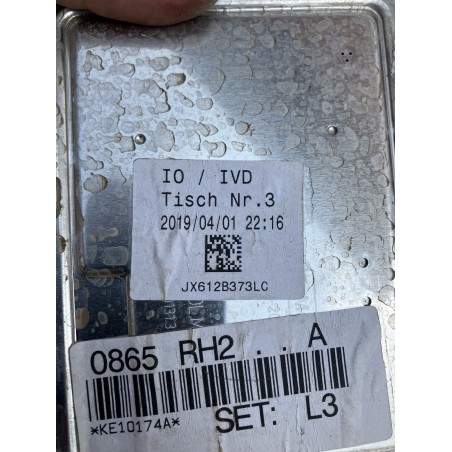 IO / IVD
Tisch Nr.3
2019/04/01 22:16
JX612B373LC
0865 RH2 . . A
*KE10174A* SET: L3